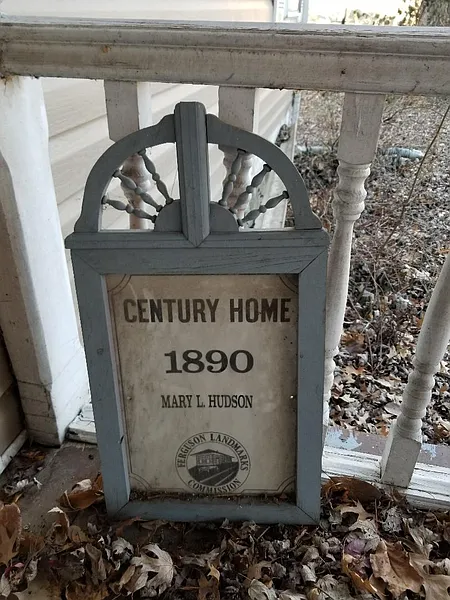 CENTURY HOME
1890
MARY L. HUDSON
FERGUSON LANDMARKS
COMMISSION